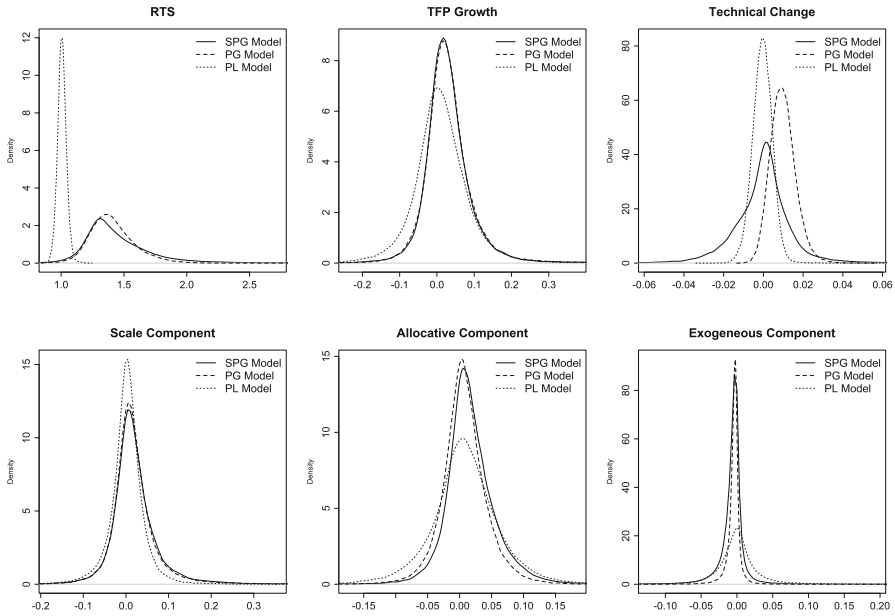 RTS
TFP Growth
Technical Change
SPG Model
PG Model
PL Model
SPG Model
PG Model
PL Model
SPG Model
PG Model
PL Model
Density
0 2 4 6 8 10 12
1.0 1.5 2.0 2.5
Density
0 2 4 6 8
-0.2 -0.1 0.0 0.1 0.2 0.3
Density
0 20 40 60 80
-0.06 -0.04 -0.02 0.00 0.02 0.04 0.06
Scale Component
Allocative Component
Exogeneous Component
SPG Model
PG Model
PL Model
SPG Model
PG Model
PL Model
SPG Model
PG Model
PL Model
Density
0 5 10 15
-0.2 -0.1 0.0 0.1 0.2 0.3
Density
0 5 10 15
-0.15 -0.05 0.00 0.05 0.10 0.15
Density
0 20 40 60 80
-0.10 -0.05 0.00 0.05 0.10 0.15 0.20